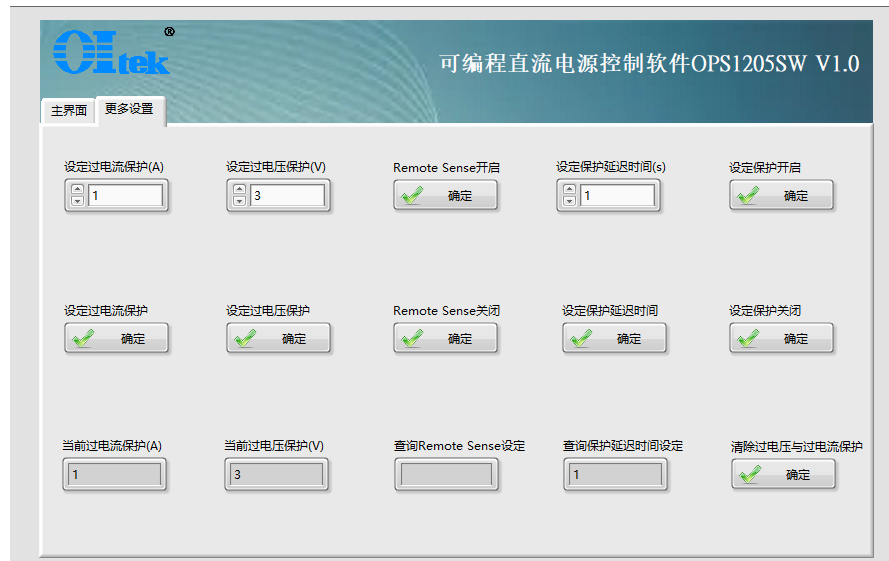 OItek®
可编程直流电源控制软件OPS1205SW V1.0
主界面 更多设置
设定过电流保护(A) 设定过电压保护(V) Remote Sense开启 设定保护延迟时间(s) 设定保护开启
1 3 确定 1 确定
设定过电流保护 设定过电压保护 Remote Sense关闭 设定保护延迟时间 设定保护关闭
确定 确定 确定 确定 确定
当前过电流保护(A) 当前过电压保护(V) 查询Remote Sense设定 查询保护延迟时间设定 清除过电压与过电流保护
1 3 1 确定